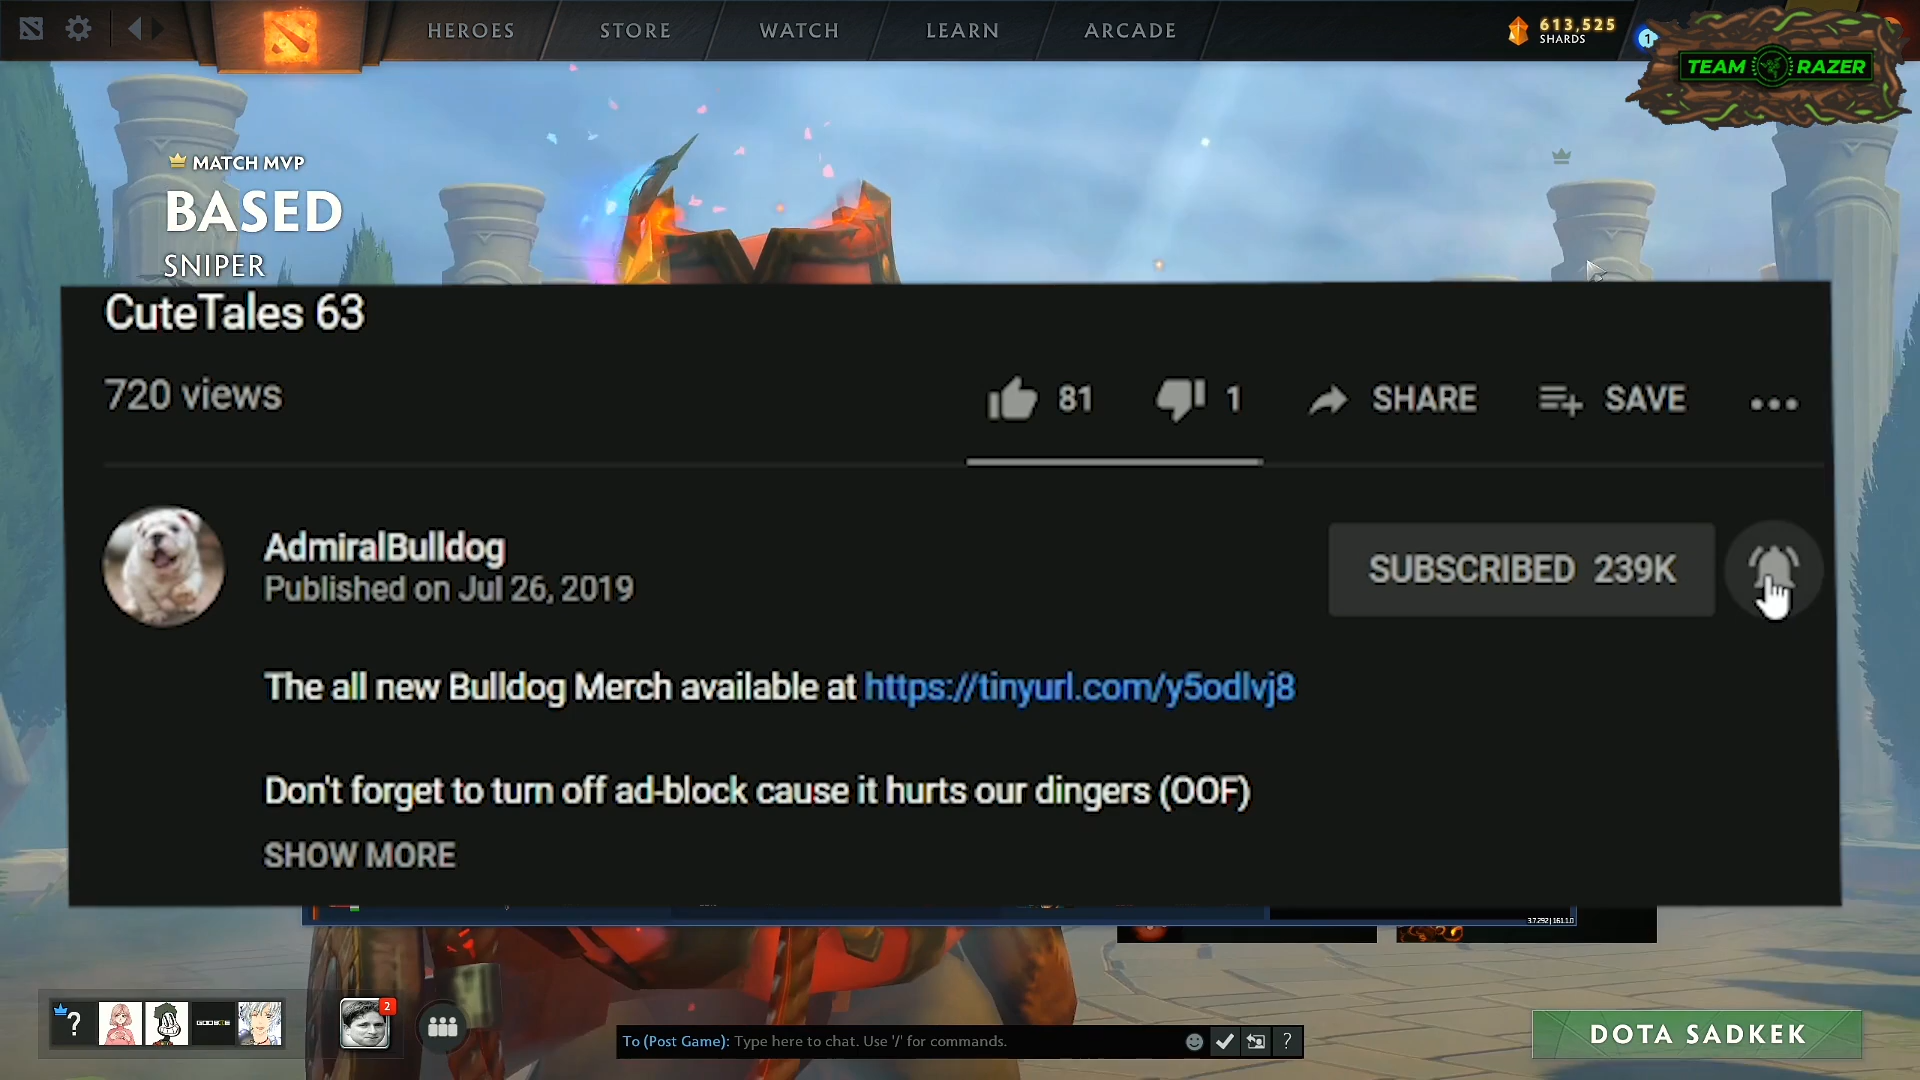 HEROES STORE WATCH LEARN ARCADE
613,525
SHARDS
1
TEAM RAZER
MATCH MVP
BASED
SNIPER
CuteTales 63
720 views
81 1 SHARE SAVE
AdmiralBulldog
Published on Jul 26, 2019
SUBSCRIBED 239K
The all new Bulldog Merch available at https://tinyurl.com/y5odlvj8
Don't forget to turn off ad-block cause it hurts our dingers (OOF)
SHOW MORE
?
2
To (Post Game): Type here to chat. Use '/' for commands.
?
DOTA SADKEK